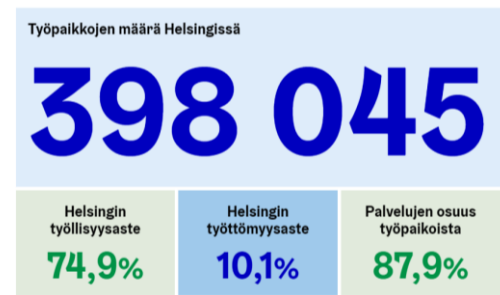 Työpaikkojen määrä Helsingissä
398 045
Helsingin
työllisyysaste
74,9%
Helsingin
työttömyysaste
10,1%
Palvelujen osuus
työpaikoista
87,9%